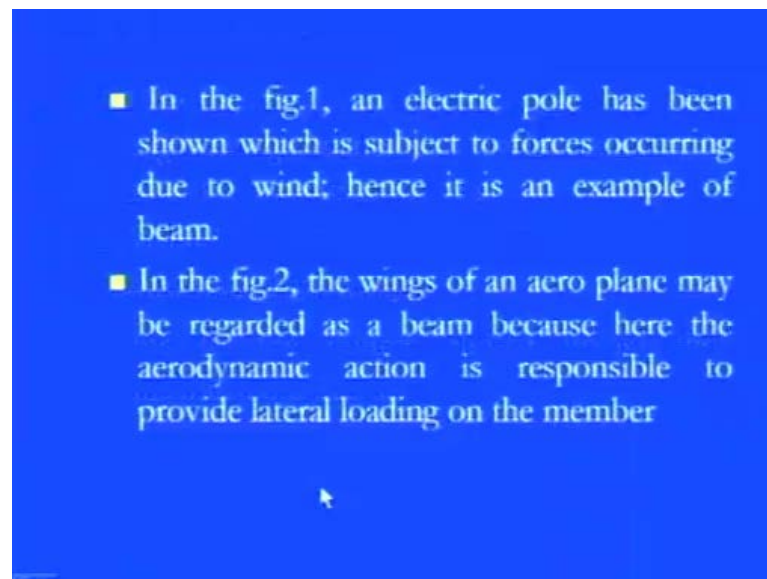 In the fig.1, an electric pole has been
shown which is subject to forces occurring
due to wind; hence it is an example of
beam.
In the fig.2, the wings of an aero plane may
be regarded as a beam because here the
aerodynamic action is responsible to
provide lateral loading on the member